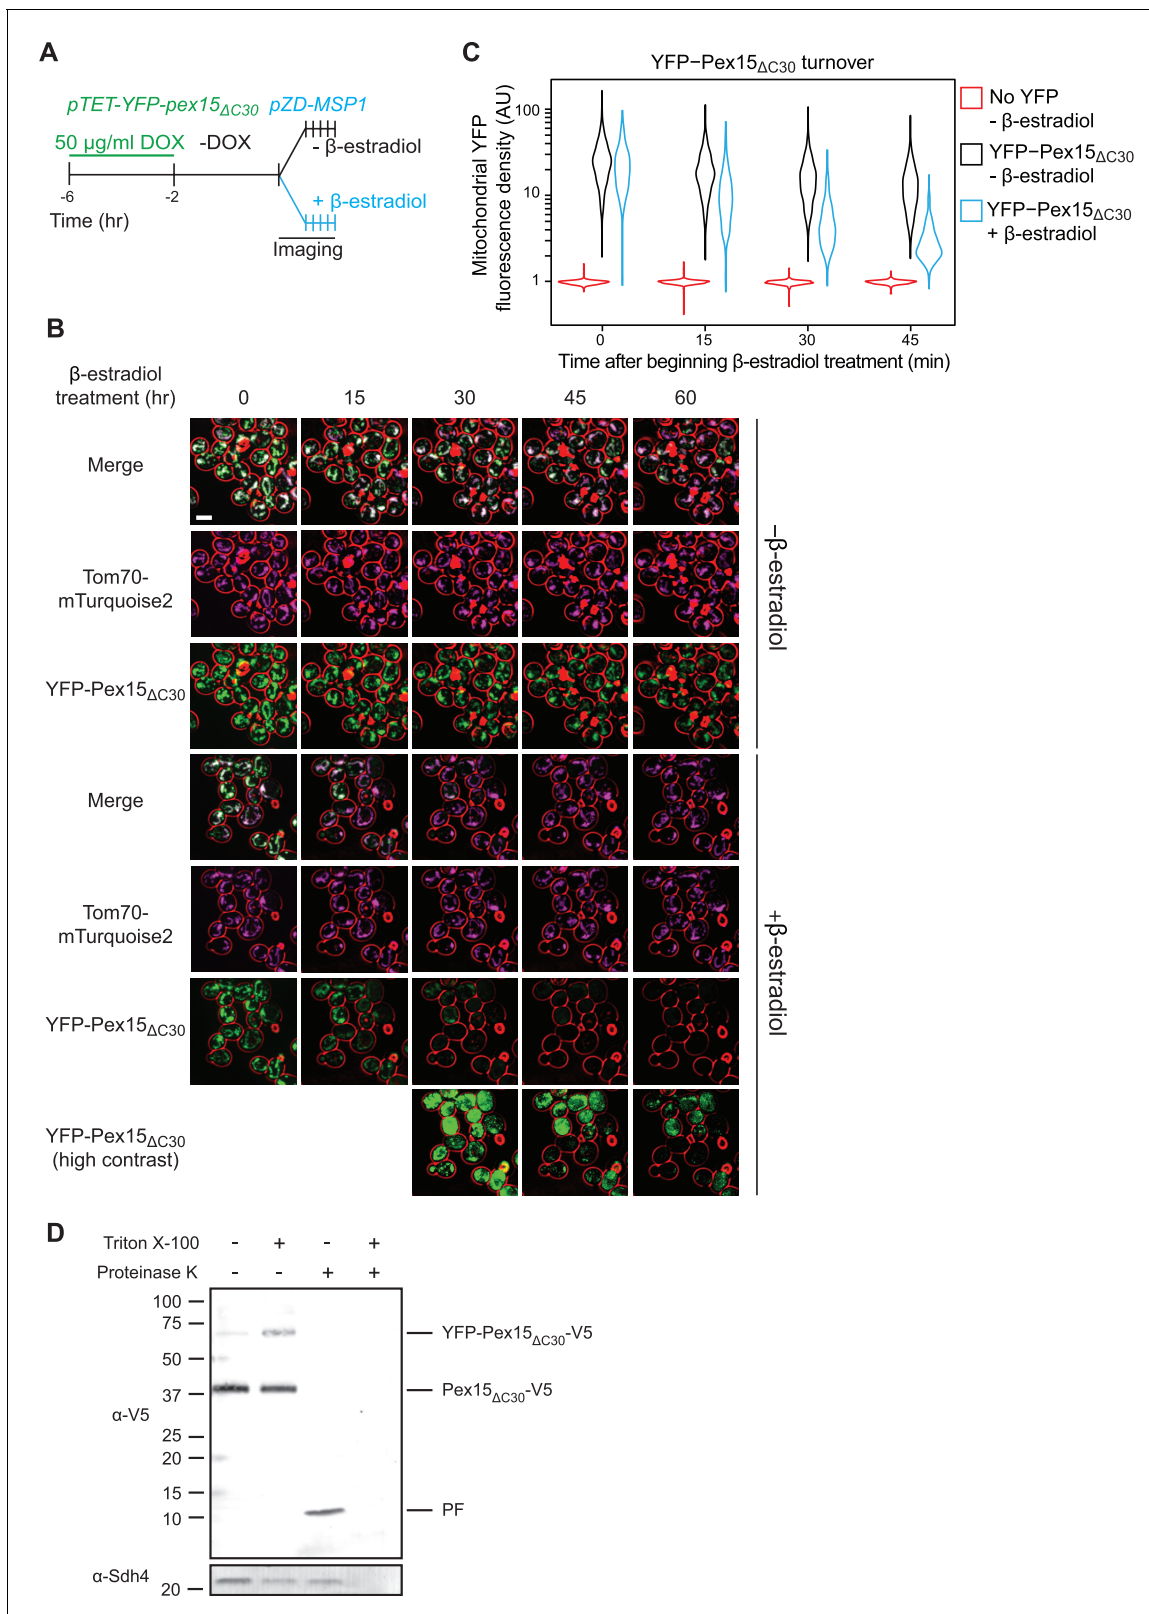 A
pTET-YFP-pex15ΔC30 pZD-MSP1
50 µg/ml DOX -DOX
- β-estradiol
+ β-estradiol
-6 -2
Time (hr)
Imaging
C
YFP−Pex15ΔC30 turnover
Mitochondrial YFP
fluorescence density (AU)
100
10
1
0 15 30 45
Time after beginning β-estradiol treatment (min)
No YFP
- β-estradiol
YFP−Pex15ΔC30
- β-estradiol
YFP−Pex15ΔC30
+ β-estradiol
B
β-estradiol
treatment (hr) 0 15 30 45 60
Merge
Tom70-
mTurquoise2
YFP-Pex15ΔC30
−β-estradiol
Merge
Tom70-
mTurquoise2
YFP-Pex15ΔC30
YFP-Pex15ΔC30
(high contrast)
+β-estradiol
D
Triton X-100 - + - +
Proteinase K - - + +
100
75
50
37
25
20
15
10
α-V5
YFP-Pex15ΔC30-V5
Pex15ΔC30-V5
PF
α-Sdh4
20